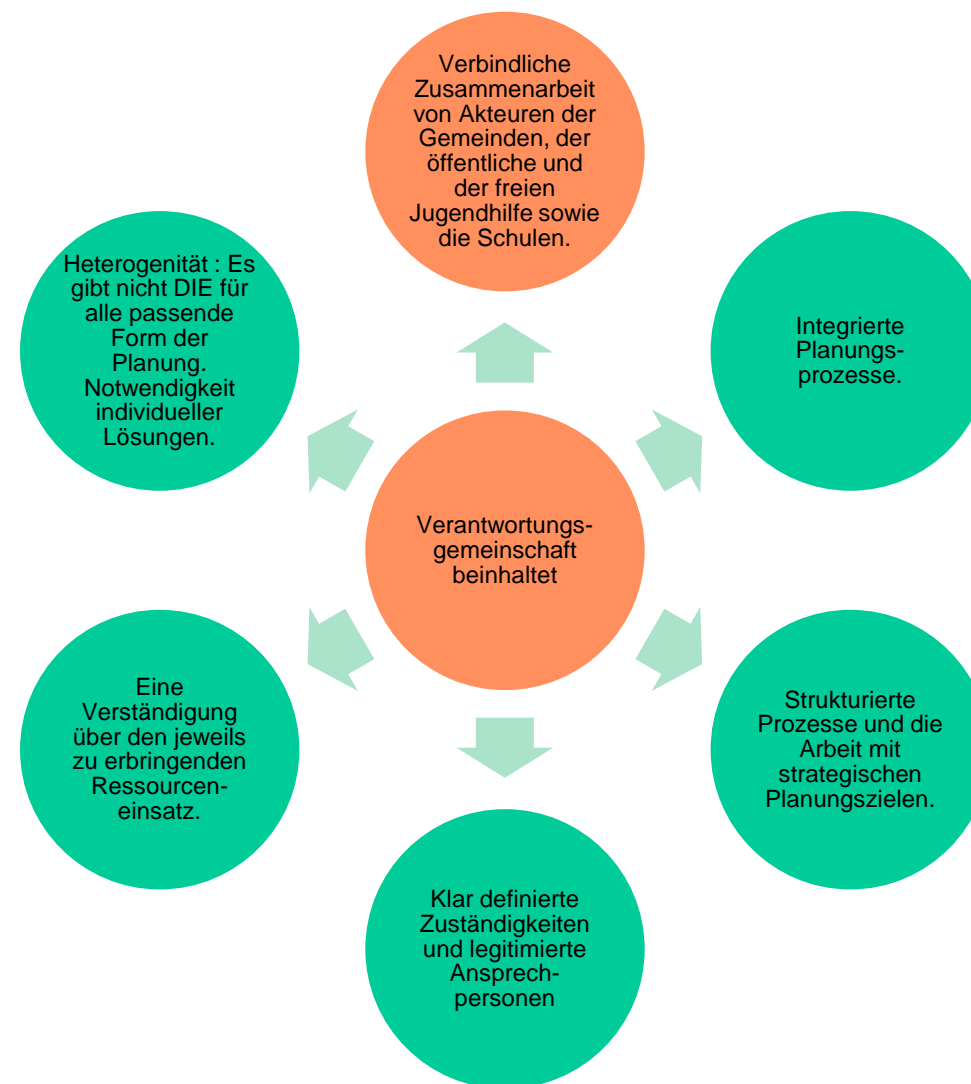 Verbindliche
Zusammenarbeit
von Akteuren der
Gemeinden, der
öffentliche und
der freien
Jugendhilfe sowie
die Schulen.
Heterogenität : Es
gibt nicht DIE für
alle passende
Form der
Planung.
Notwendigkeit
individueller
Lösungen.
Integrierte
Planungs-
prozesse.
Verantwortungs-
gemeinschaft
beinhaltet
Eine
Verständigung
über den jeweils
zu erbringenden
Ressourcen-
einsatz.
Strukturierte
Prozesse und die
Arbeit mit
strategischen
Planungszielen.
Klar definierte
Zuständigkeiten
und legitimierte
Ansprech-
personen